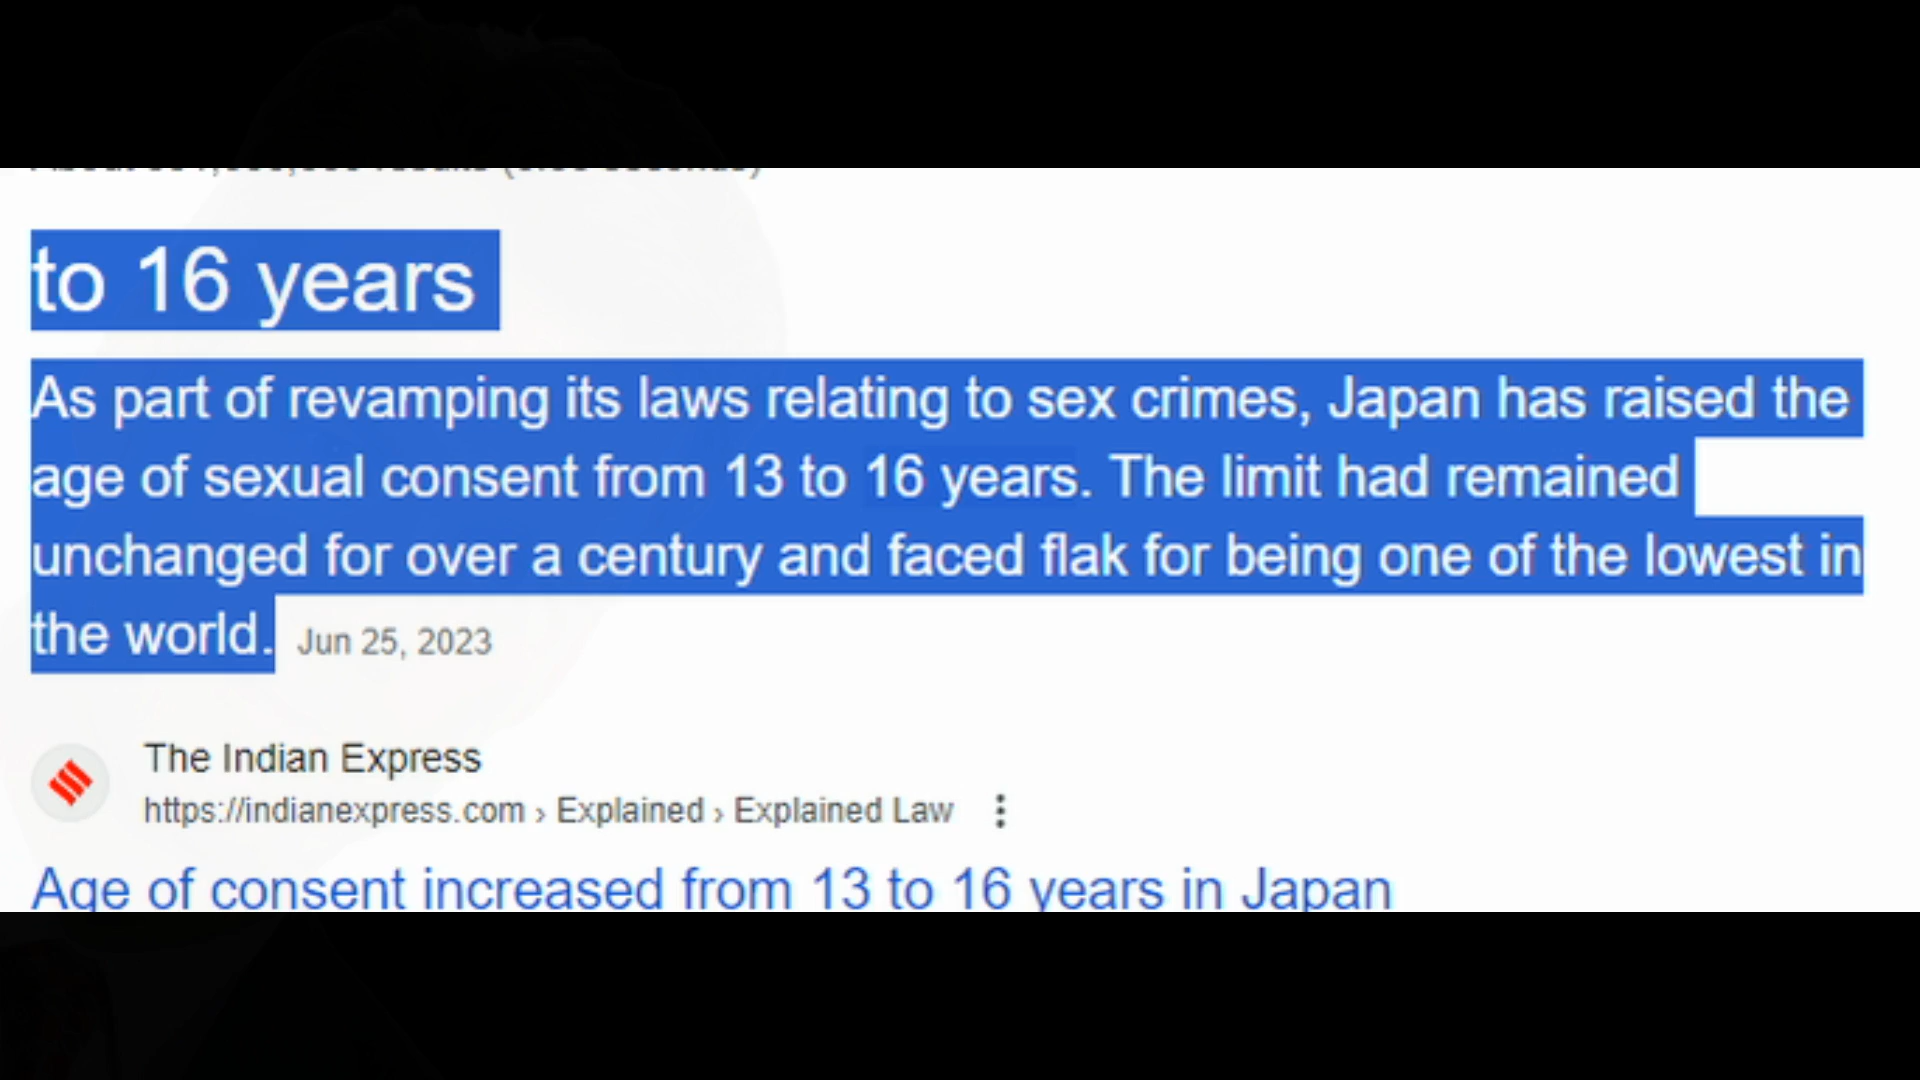 to 16 years
As part of revamping its laws relating to sex crimes, Japan has raised the
age of sexual consent from 13 to 16 years. The limit had remained
unchanged for over a century and faced flak for being one of the lowest in
the world. Jun 25, 2023
The Indian Express
https://indianexpress.com › Explained › Explained Law
Age of consent increased from 13 to 16 years in Japan